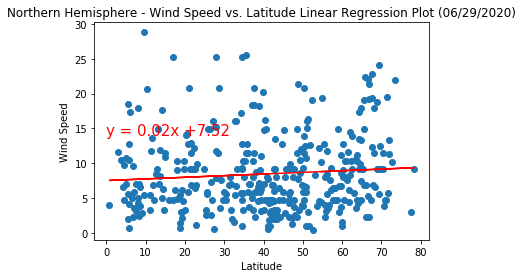 Northern Hemisphere - Wind Speed vs. Latitude Linear Regression Plot (06/29/2020)
30
25
20
15
10
5
0
Wind Speed
y = 0.02x +7.52
0 10 20 30 40 50 60 70 80
Latitude